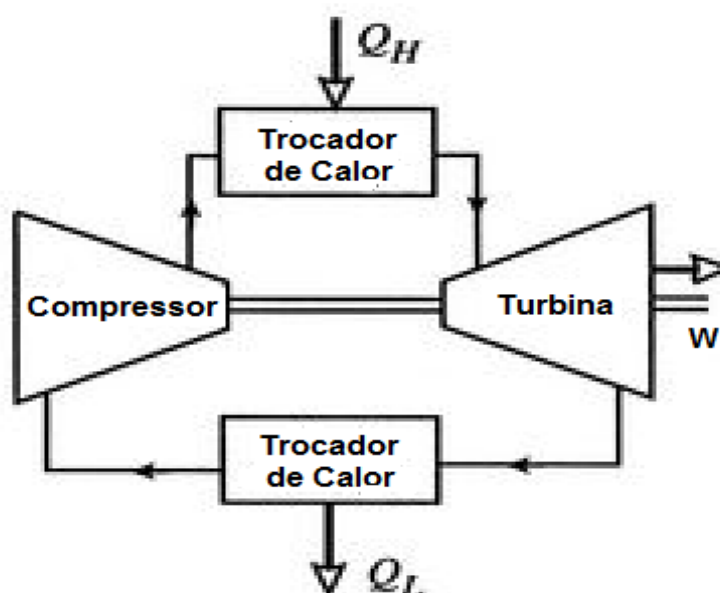 Q_H
Trocador
de Calor
Compressor
Turbina
W
Trocador
de Calor
Q_L